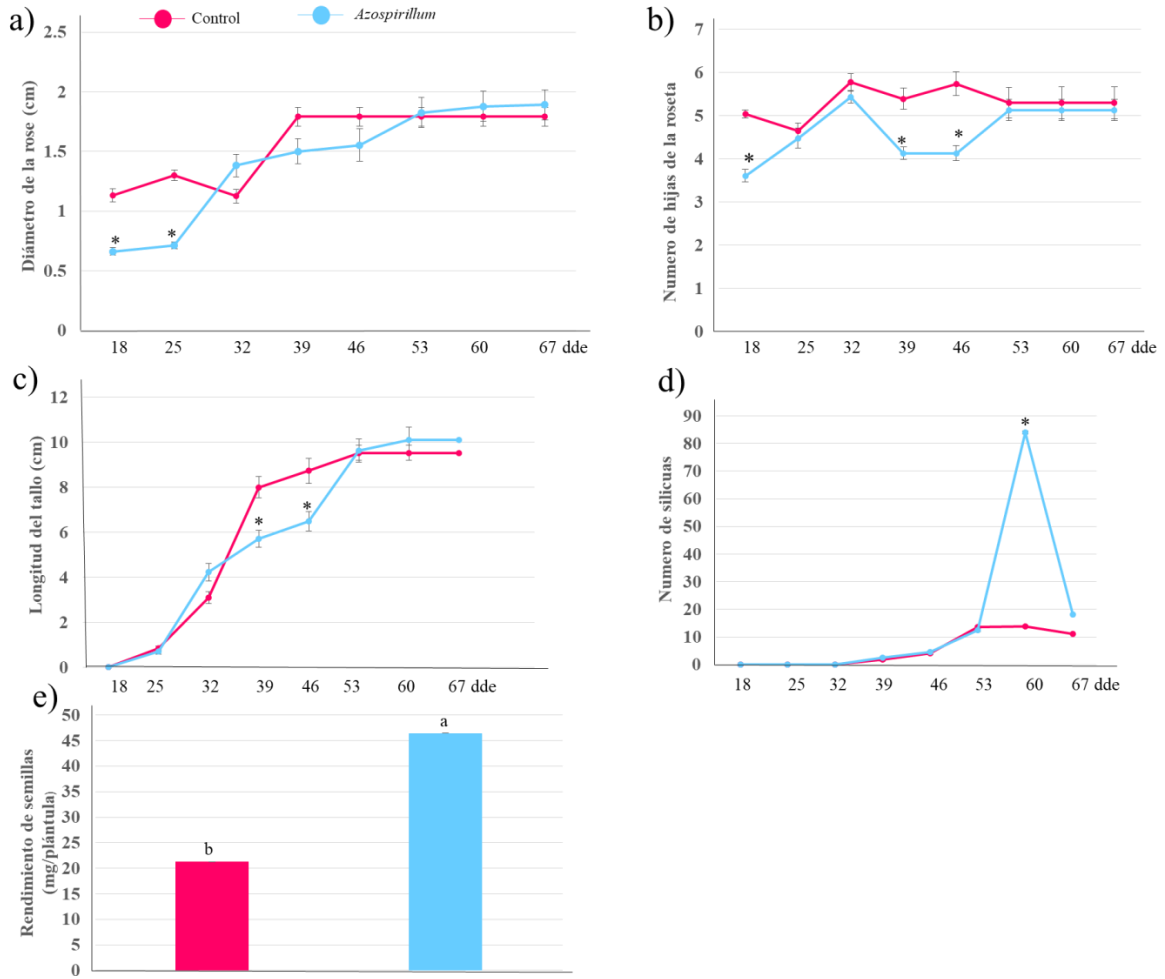 a)
Control
Azospirillum
Diámetro de la rose (cm)
2.5
2
1.5
1
0.5
0
*
*
18 25 32 39 46 53 60 67 dde
b)
Numero de hijas de la roseta
7
6
5
4
3
2
1
0
*
*
*
18 25 32 39 46 53 60 67 dde
c)
Longitud del tallo (cm)
12
10
8
6
4
2
0
*
*
18 25 32 39 46 53 60 67 dde
d)
Numero de silicuas
90
80
70
60
50
40
30
20
10
0
*
18 25 32 39 46 53 60 67 dde
e)
Rendimiento de semillas
(mg/plántula)
50
45
40
35
30
25
20
15
10
5
0
b
a